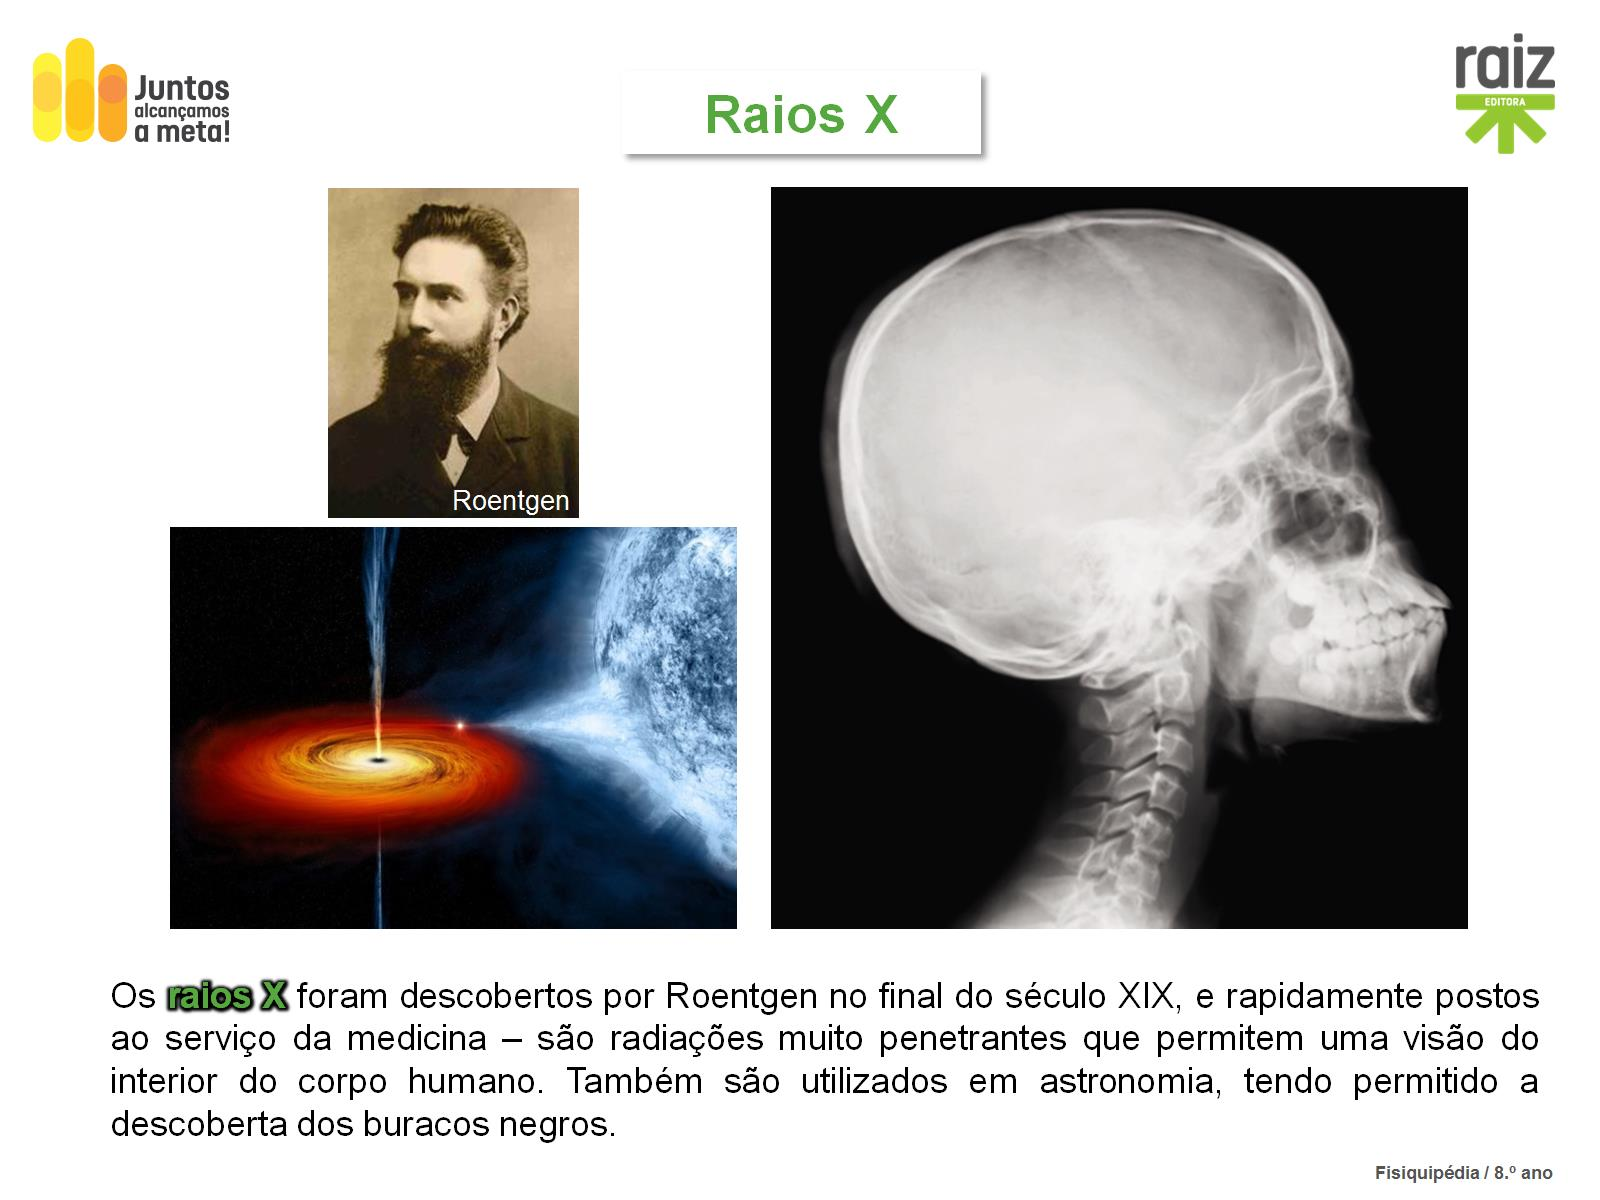 Juntos
alcançamos
a meta!
Raios X
raiz
EDITORA
Roentgen
Os raios X foram descobertos por Roentgen no final do século XIX, e rapidamente postos
ao serviço da medicina – são radiações muito penetrantes que permitem uma visão do
interior do corpo humano. Também são utilizados em astronomia, tendo permitido a
descoberta dos buracos negros.
Fisiquipédia / 8.º ano